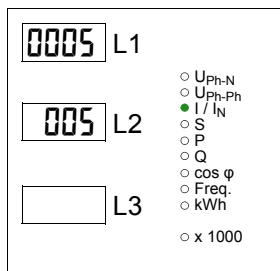 0005 L1
005 L2
L3
U Ph-N
U Ph-Ph
I / I N
S
P
Q
cos φ
Freq.
kWh
x 1000